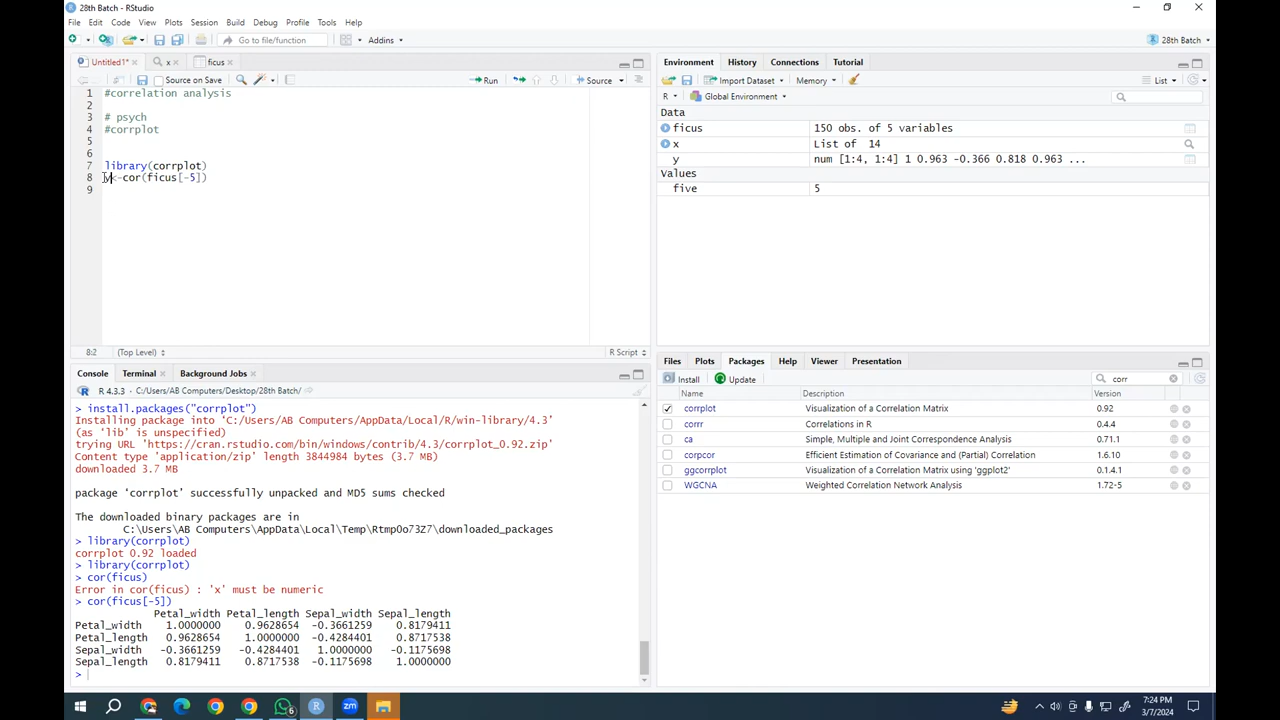 28th Batch - RStudio
File Edit Code View Plots Session Build Debug Profile Tools Help
Go to file/function Addins 28th Batch
Untitled1* x ficus
Source on Save Run Source
1 #correlation analysis
2
3 # psych
4 #corrplot
5
6
7 library(corrplot)
8 y<-cor(ficus[-5])
9
8:2 (Top Level) R Script
Environment History Connections Tutorial
Import Dataset Memory List
R Global Environment
Data
ficus 150 obs. of 5 variables
x List of 14
y num [1:4, 1:4] 1 0.963 -0.366 0.818 0.963 ...
Values
five 5
Console Terminal Background Jobs
R 4.3.3 · C:/Users/AB Computers/Desktop/28th Batch/
> install.packages("corrplot")
Installing package into ‘C:/Users/AB Computers/AppData/Local/R/win-library/4.3’
(as ‘lib’ is unspecified)
trying URL 'https://cran.rstudio.com/bin/windows/contrib/4.3/corrplot_0.92.zip'
Content type 'application/zip' length 3844984 bytes (3.7 MB)
downloaded 3.7 MB
package ‘corrplot’ successfully unpacked and MD5 sums checked
The downloaded binary packages are in
C:\Users\AB Computers\AppData\Local\Temp\Rtmp0o73Z7\downloaded_packages
> library(corrplot)
corrplot 0.92 loaded
> library(corrplot)
> cor(ficus)
Error in cor(ficus) : 'x' must be numeric
> cor(ficus[-5])
Petal_width Petal_length Sepal_width Sepal_length
Petal_width 1.0000000 0.9628654 -0.3661259 0.8179411
Petal_length 0.9628654 1.0000000 -0.4284401 0.8717538
Sepal_width -0.3661259 -0.4284401 1.0000000 -0.1175698
Sepal_length 0.8179411 0.8717538 -0.1175698 1.0000000
>
Files Plots Packages Help Viewer Presentation
Install Update corr
Name Description Version
corrplot Visualization of a Correlation Matrix 0.92
corrr Correlations in R 0.4.4
ca Simple, Multiple and Joint Correspondence Analysis 0.71.1
corpcor Efficient Estimation of Covariance and (Partial) Correlation 1.6.10
ggcorrplot Visualization of a Correlation Matrix using 'ggplot2' 0.1.4.1
WGCNA Weighted Correlation Network Analysis 1.72-5
7:24 PM
3/7/2024